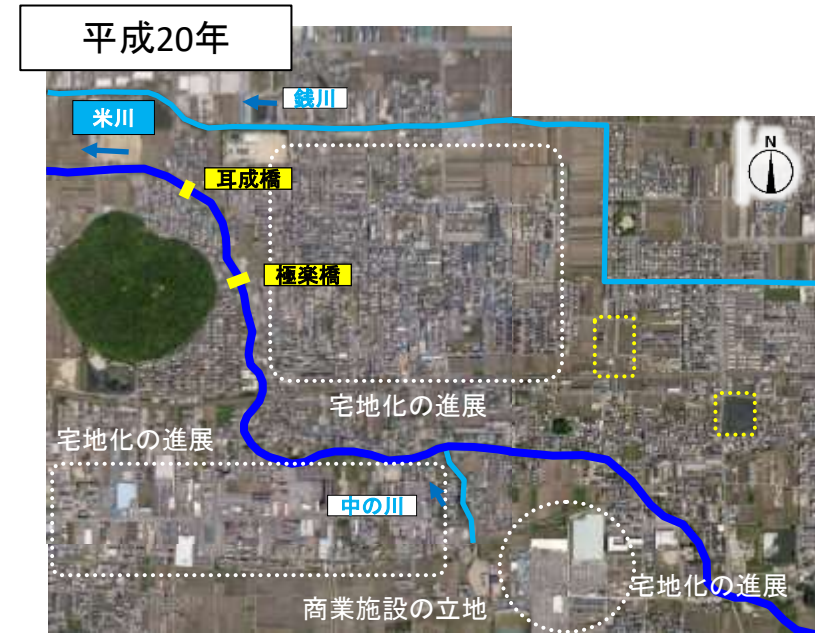 平成20年
銭川
米川
N
耳成橋
極楽橋
宅地化の進展
宅地化の進展
中の川
宅地化の進展
商業施設の立地